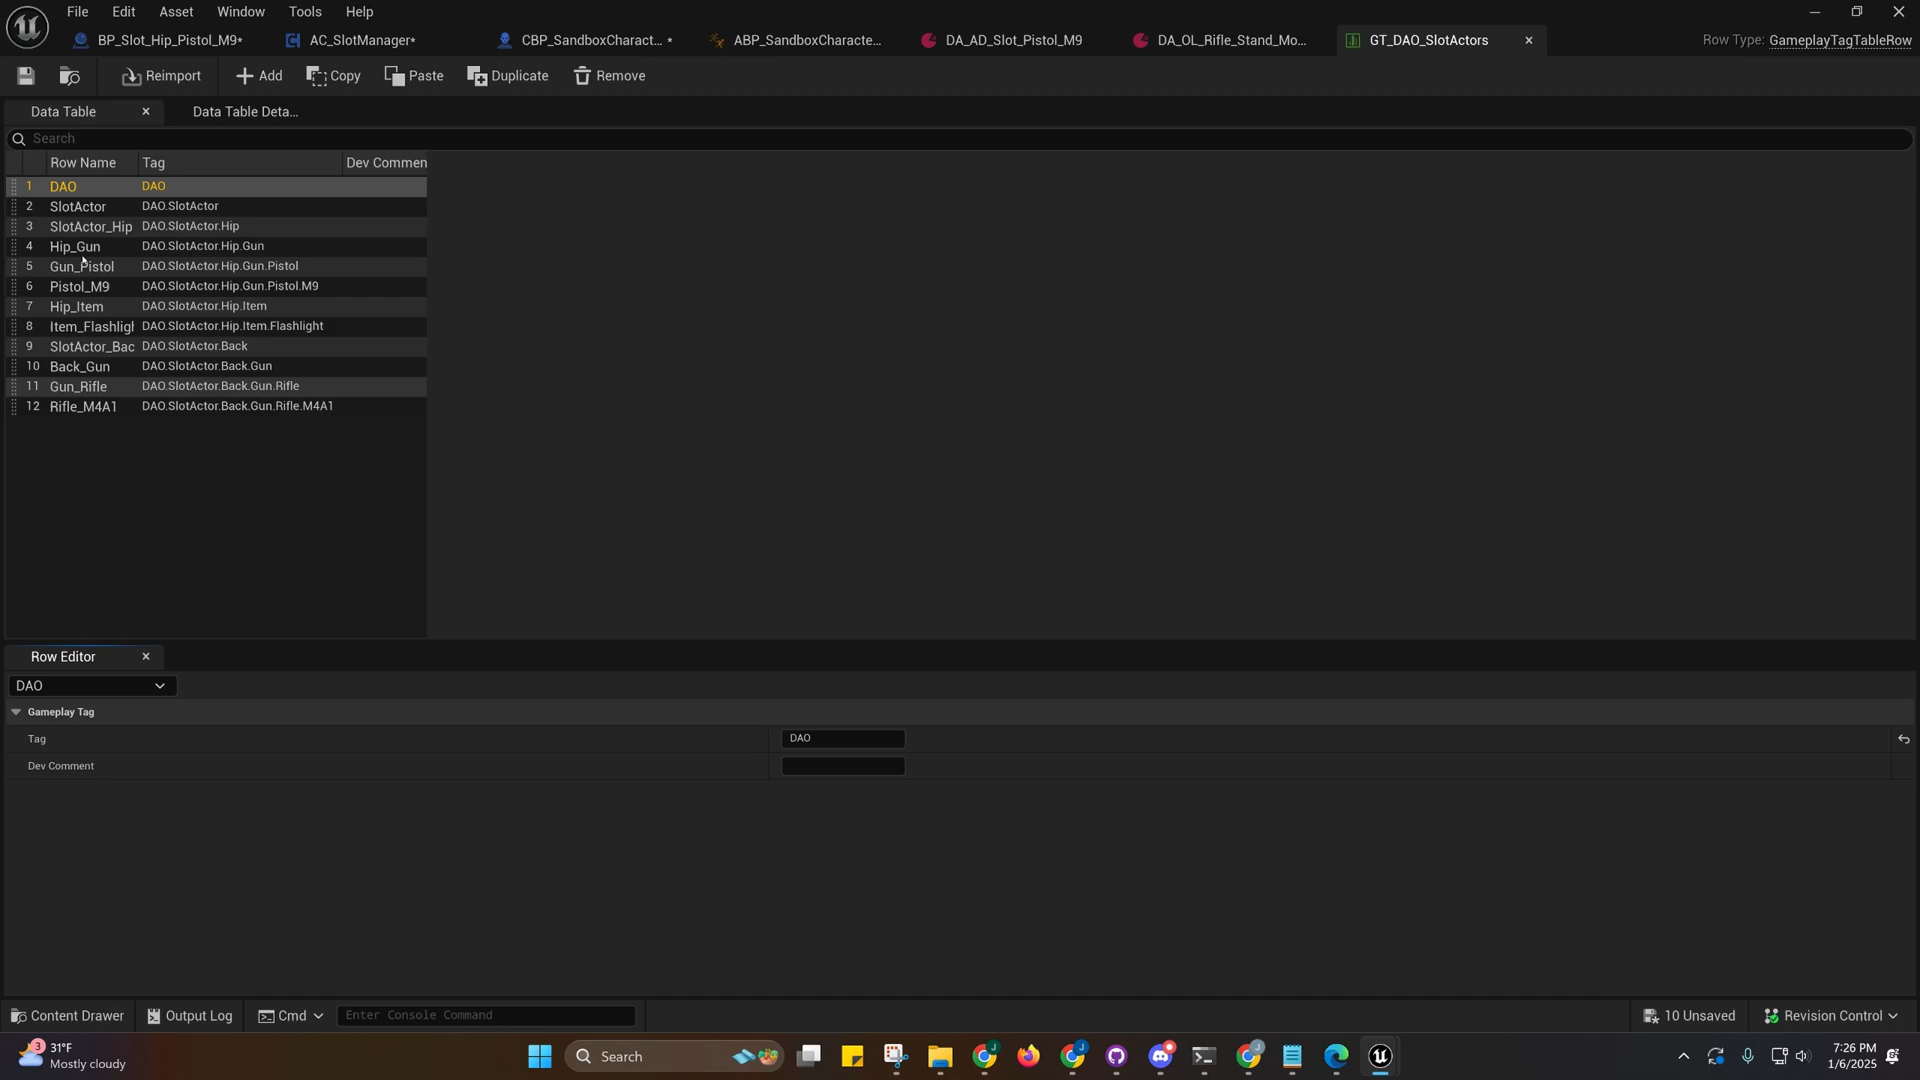 File Edit Asset Window Tools Help
BP_Slot_Hip_Pistol_M9* AC_SlotManager* CBP_SandboxCharact... * ABP_SandboxCharacte... DA_AD_Slot_Pistol_M9 DA_OL_Rifle_Stand_Mo... GT_DAO_SlotActors Row Type: GameplayTagTableRow
Reimport Add Copy Paste Duplicate Remove
Data Table Data Table Deta...
Search
Row Name Tag Dev Commen
1 DAO DAO
2 SlotActor DAO.SlotActor
3 SlotActor_Hip DAO.SlotActor.Hip
4 Hip_Gun DAO.SlotActor.Hip.Gun
5 Gun_Pistol DAO.SlotActor.Hip.Gun.Pistol
6 Pistol_M9 DAO.SlotActor.Hip.Gun.Pistol.M9
7 Hip_Item DAO.SlotActor.Hip.Item
8 Item_Flashligh DAO.SlotActor.Hip.Item.Flashlight
9 SlotActor_Bac DAO.SlotActor.Back
10 Back_Gun DAO.SlotActor.Back.Gun
11 Gun_Rifle DAO.SlotActor.Back.Gun.Rifle
12 Rifle_M4A1 DAO.SlotActor.Back.Gun.Rifle.M4A1
Row Editor
DAO
Gameplay Tag
Tag DAO
Dev Comment
Content Drawer Output Log Cmd Enter Console Command 10 Unsaved Revision Control
3 31°F
Mostly cloudy
Search
7:26 PM
1/6/2025